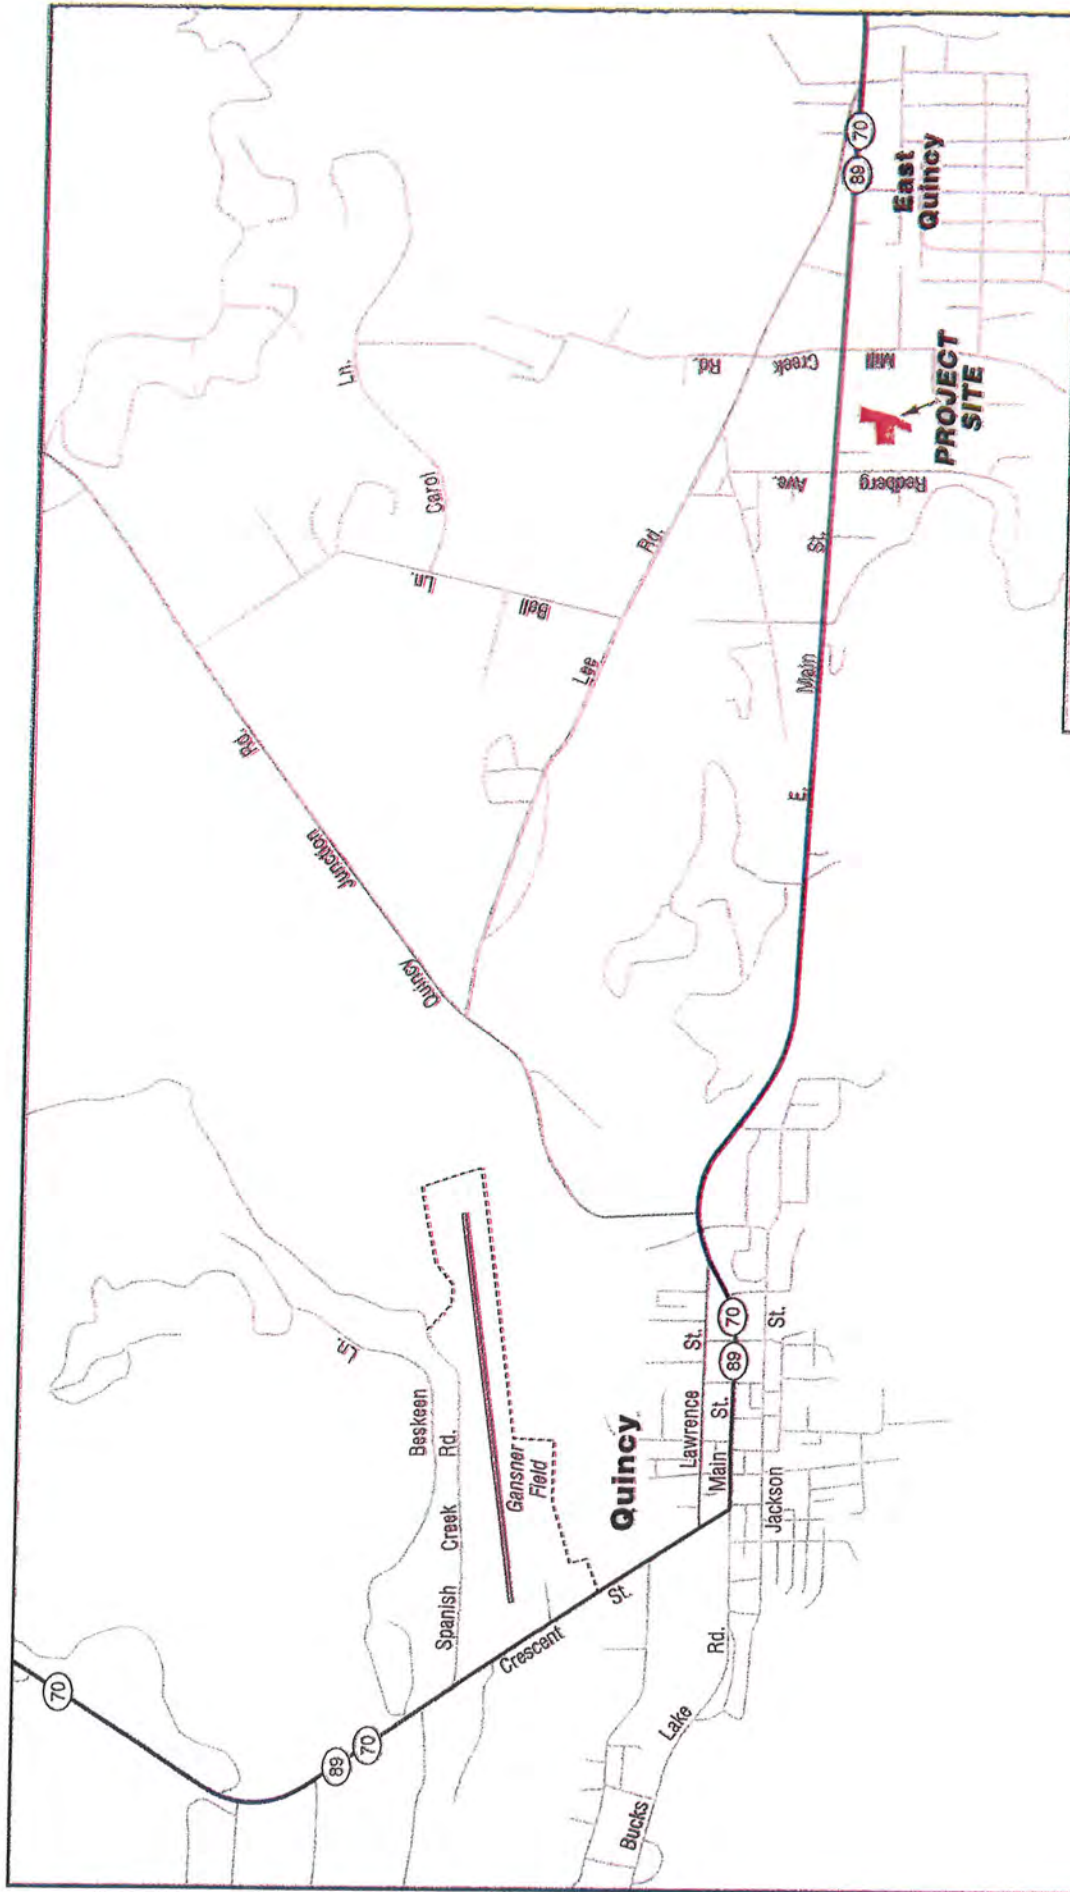 70
89
70
Ln.
Beskeen
Spanish Creek Rd.
Gansner
Field
Crescent St.
Quincy
Lawrence St.
Main St.
89
70
Jackson St.
Bucks Lake Rd.
Quincy Junction Rd.
Lee Rd.
Bell Ln.
Carol Ln.
E. Main St.
Redberg Ave.
Mill Creek Rd.
PROJECT
SITE
89
70
East
Quincy